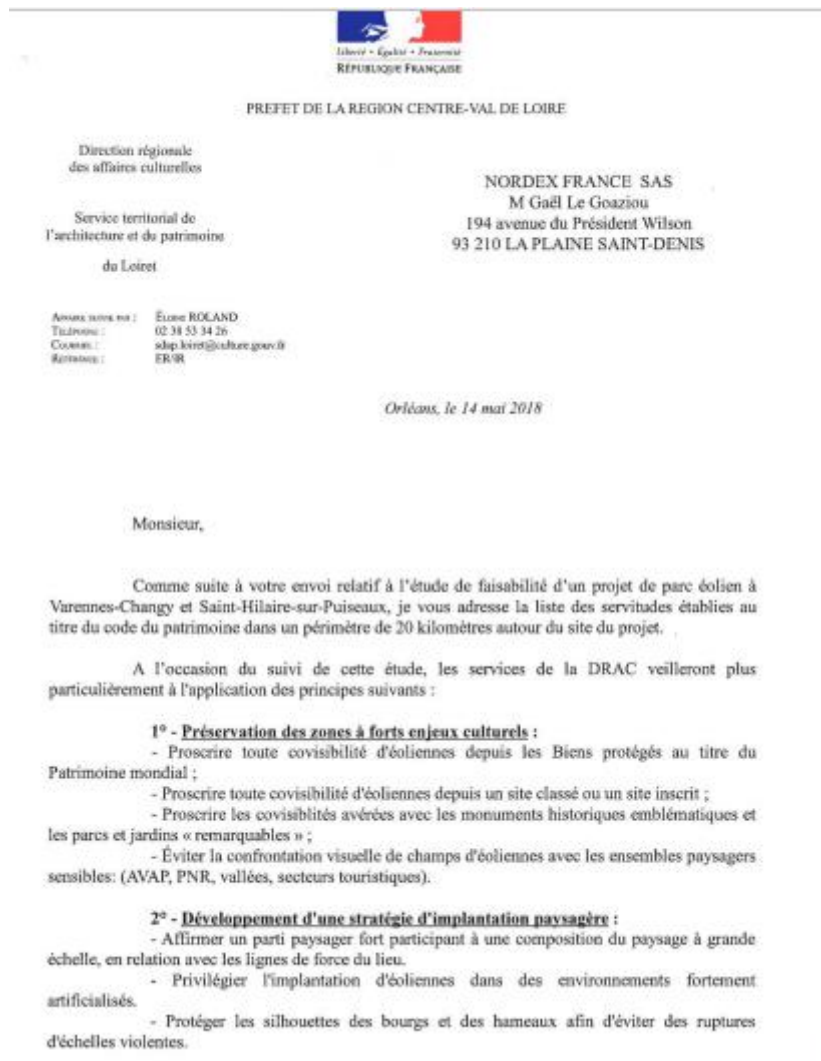 Liberté • Égalité • Fraternité
RÉPUBLIQUE FRANÇAISE
PREFET DE LA REGION CENTRE-VAL DE LOIRE
Direction régionale
des affaires culturelles
Service territorial de
l'architecture et du patrimoine
du Loiret
NORDEX FRANCE SAS
M Gaël Le Goaziou
194 avenue du Président Wilson
93 210 LA PLAINE SAINT-DENIS
AFFAIRE SUIVIE PAR : Éloïse ROLAND
TÉLÉPHONE : 02 38 53 34 26
COURRIEL : sdap.loiret@culture.gouv.fr
RÉFÉRENCE : ER/IR
Orléans, le 14 mai 2018
Monsieur,
Comme suite à votre envoi relatif à l'étude de faisabilité d'un projet de parc éolien à
Varennes-Changy et Saint-Hilaire-sur-Puiseaux, je vous adresse la liste des servitudes établies au
titre du code du patrimoine dans un périmètre de 20 kilomètres autour du site du projet.
A l'occasion du suivi de cette étude, les services de la DRAC veilleront plus
particulièrement à l'application des principes suivants :
1° - Préservation des zones à forts enjeux culturels :
- Proscrire toute covisibilité d'éoliennes depuis les Biens protégés au titre du
Patrimoine mondial ;
- Proscrire toute covisibilité d'éoliennes depuis un site classé ou un site inscrit ;
- Proscrire les covisiblités avérées avec les monuments historiques emblématiques et
les parcs et jardins « remarquables » ;
- Éviter la confrontation visuelle de champs d'éoliennes avec les ensembles paysagers
sensibles: (AVAP, PNR, vallées, secteurs touristiques).
2° - Développement d'une stratégie d'implantation paysagère :
- Affirmer un parti paysager fort participant à une composition du paysage à grande
échelle, en relation avec les lignes de force du lieu.
- Privilégier l'implantation d'éoliennes dans des environnements fortement
artificialisés.
- Protéger les silhouettes des bourgs et des hameaux afin d'éviter des ruptures
d'échelles violentes.